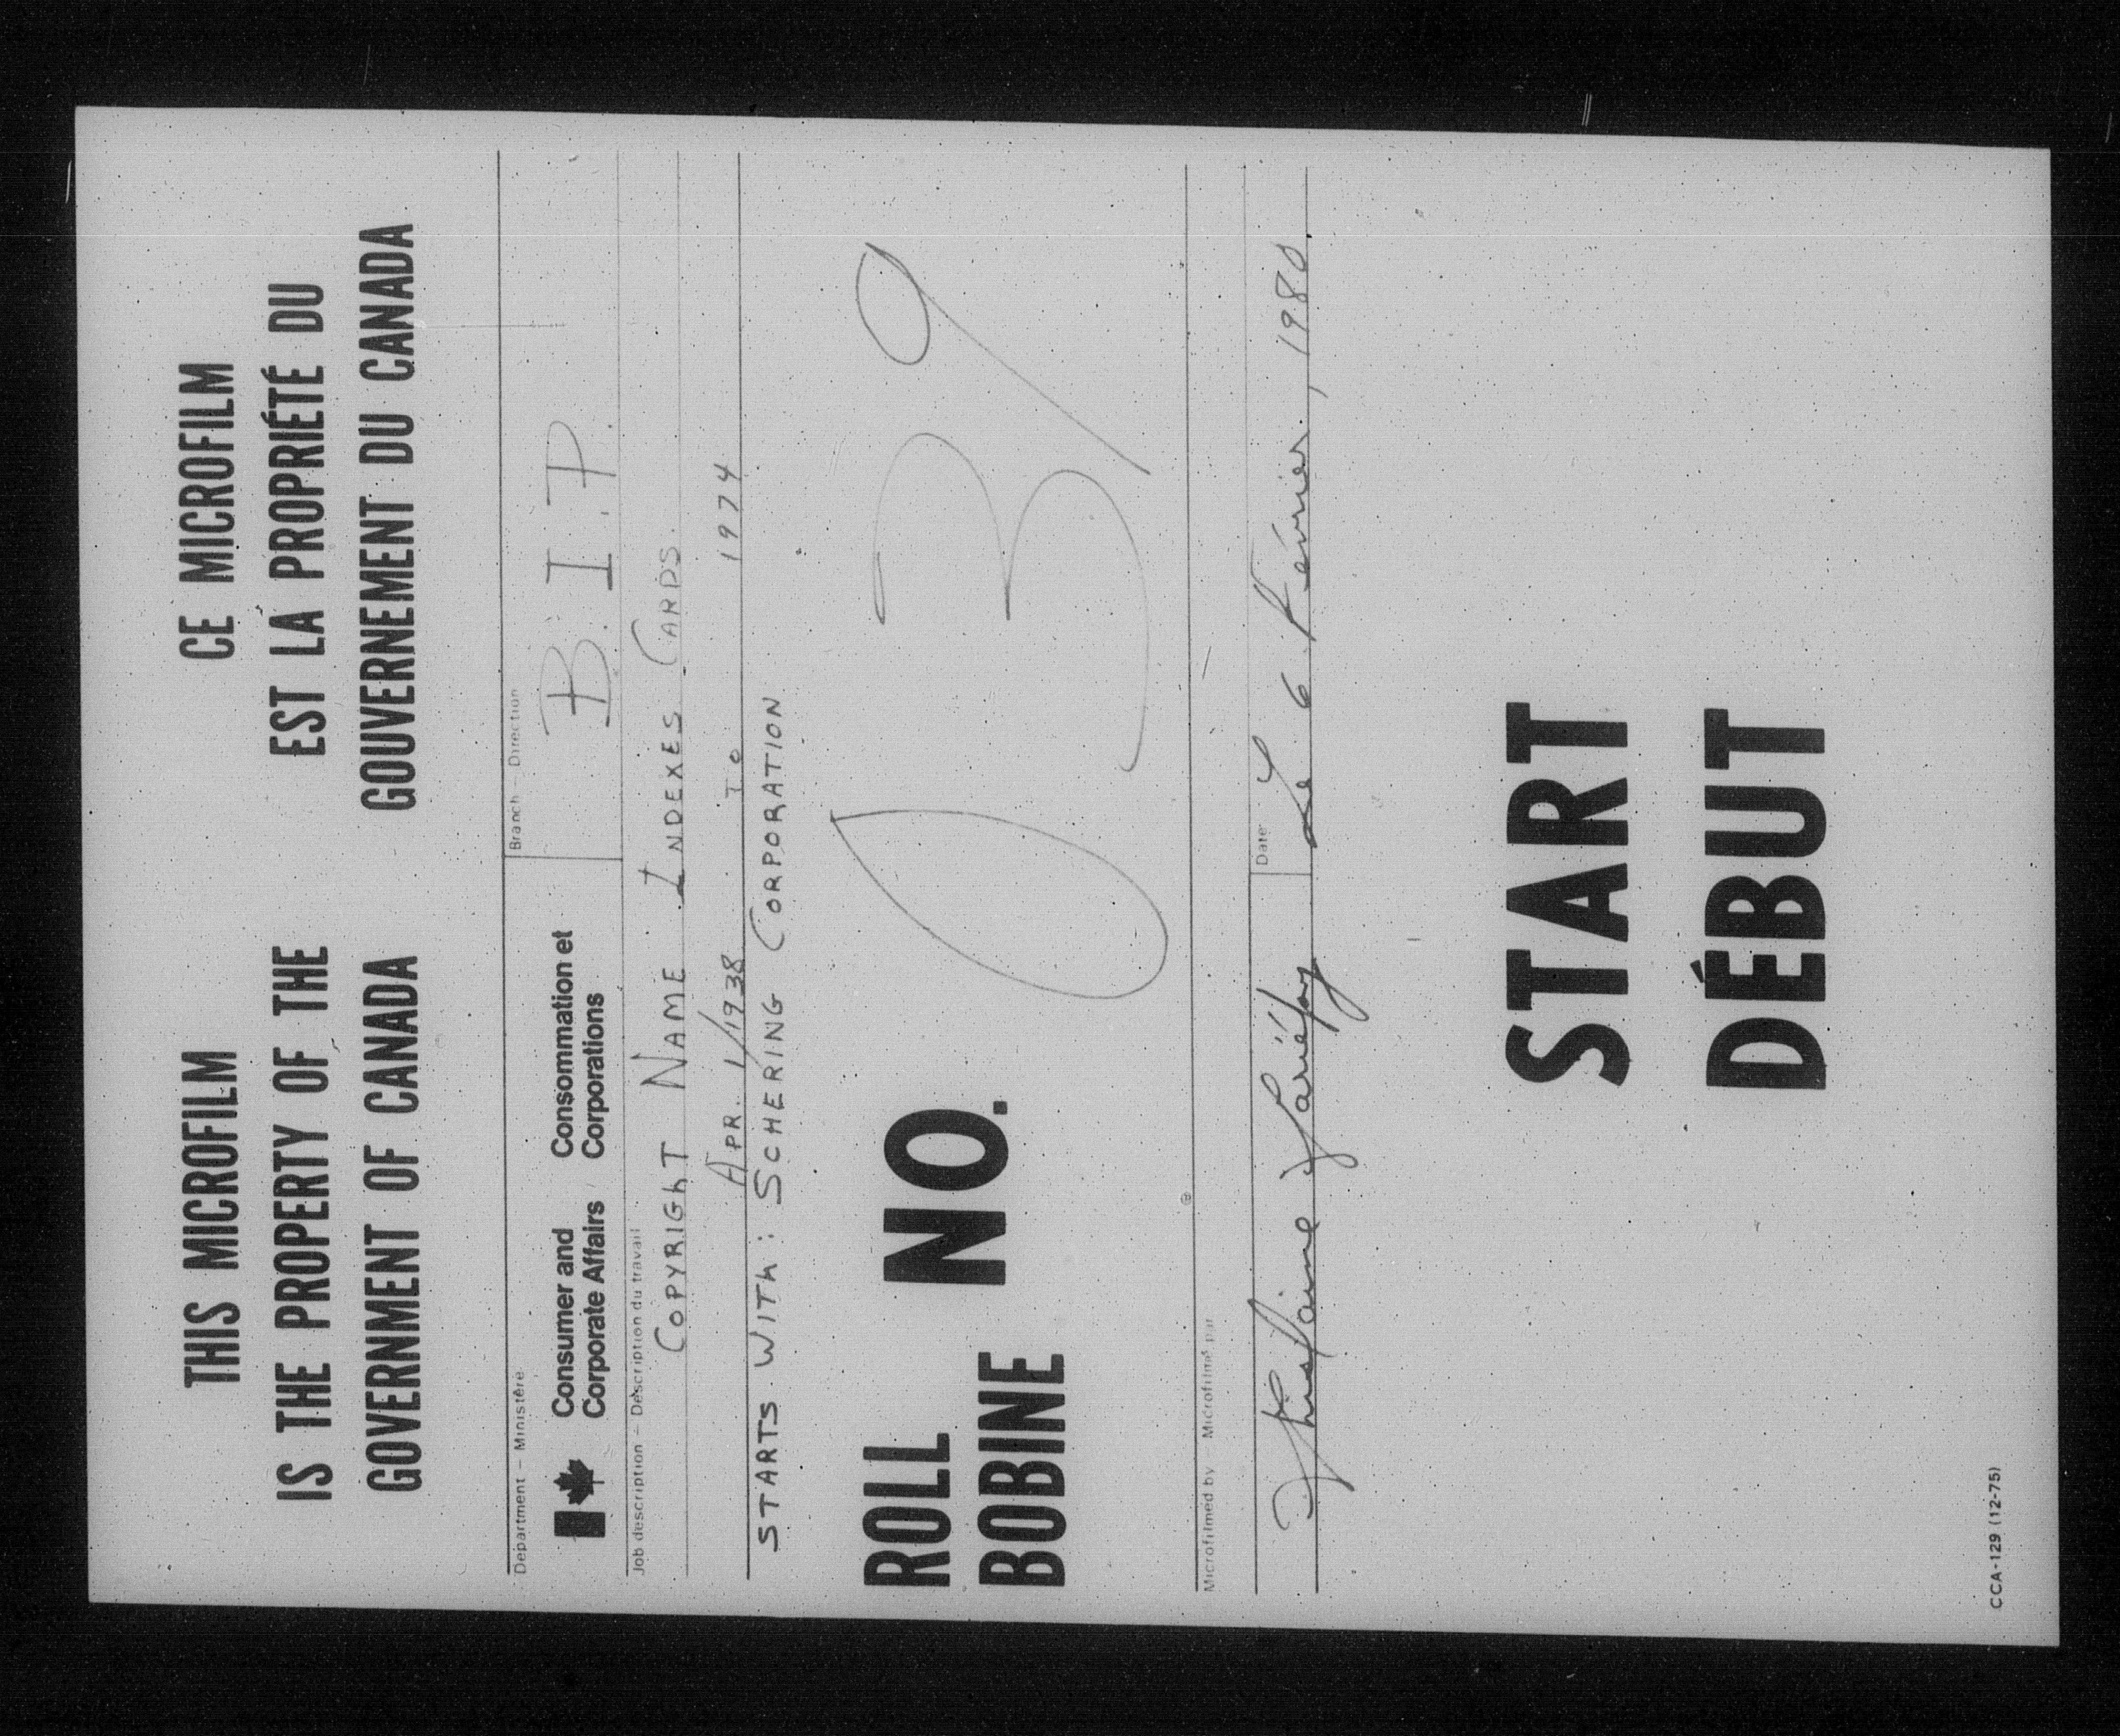 THIS MICROFILM
IS THE PROPERTY OF THE
GOVERNMENT OF CANADA
CE MICROFILM
EST LA PROPRIÉTÉ DU
GOUVERNEMENT DU CANADA
Department – Ministère
Consumer and Corporate Affairs
Consommation et Corporations
Branch – Direction
B.I.P.
Job description – Description du travail
COPYRIGHT NAME INDEXES CARDS.
APR. 1/1938 To 1974
STARTS WITH: SCHERING CORPORATION
ROLL NO.
BOBINE
039
Microfilmed by Microfilmé par
Date
Le 6 février, 1980
START
DÉBUT
CCA-129 (12-75)